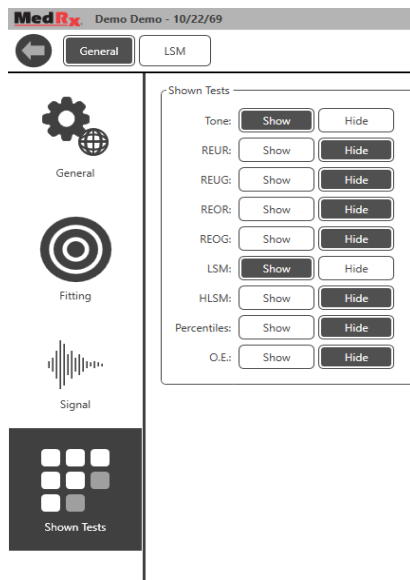 MedRx Demo Demo - 10/22/69
General LSM
Shown Tests
Tone: Show Hide
REUR: Show Hide
REUG: Show Hide
REOR: Show Hide
REOG: Show Hide
LSM: Show Hide
HLSM: Show Hide
Percentiles: Show Hide
O.E.: Show Hide
General
Fitting
Signal
Shown Tests